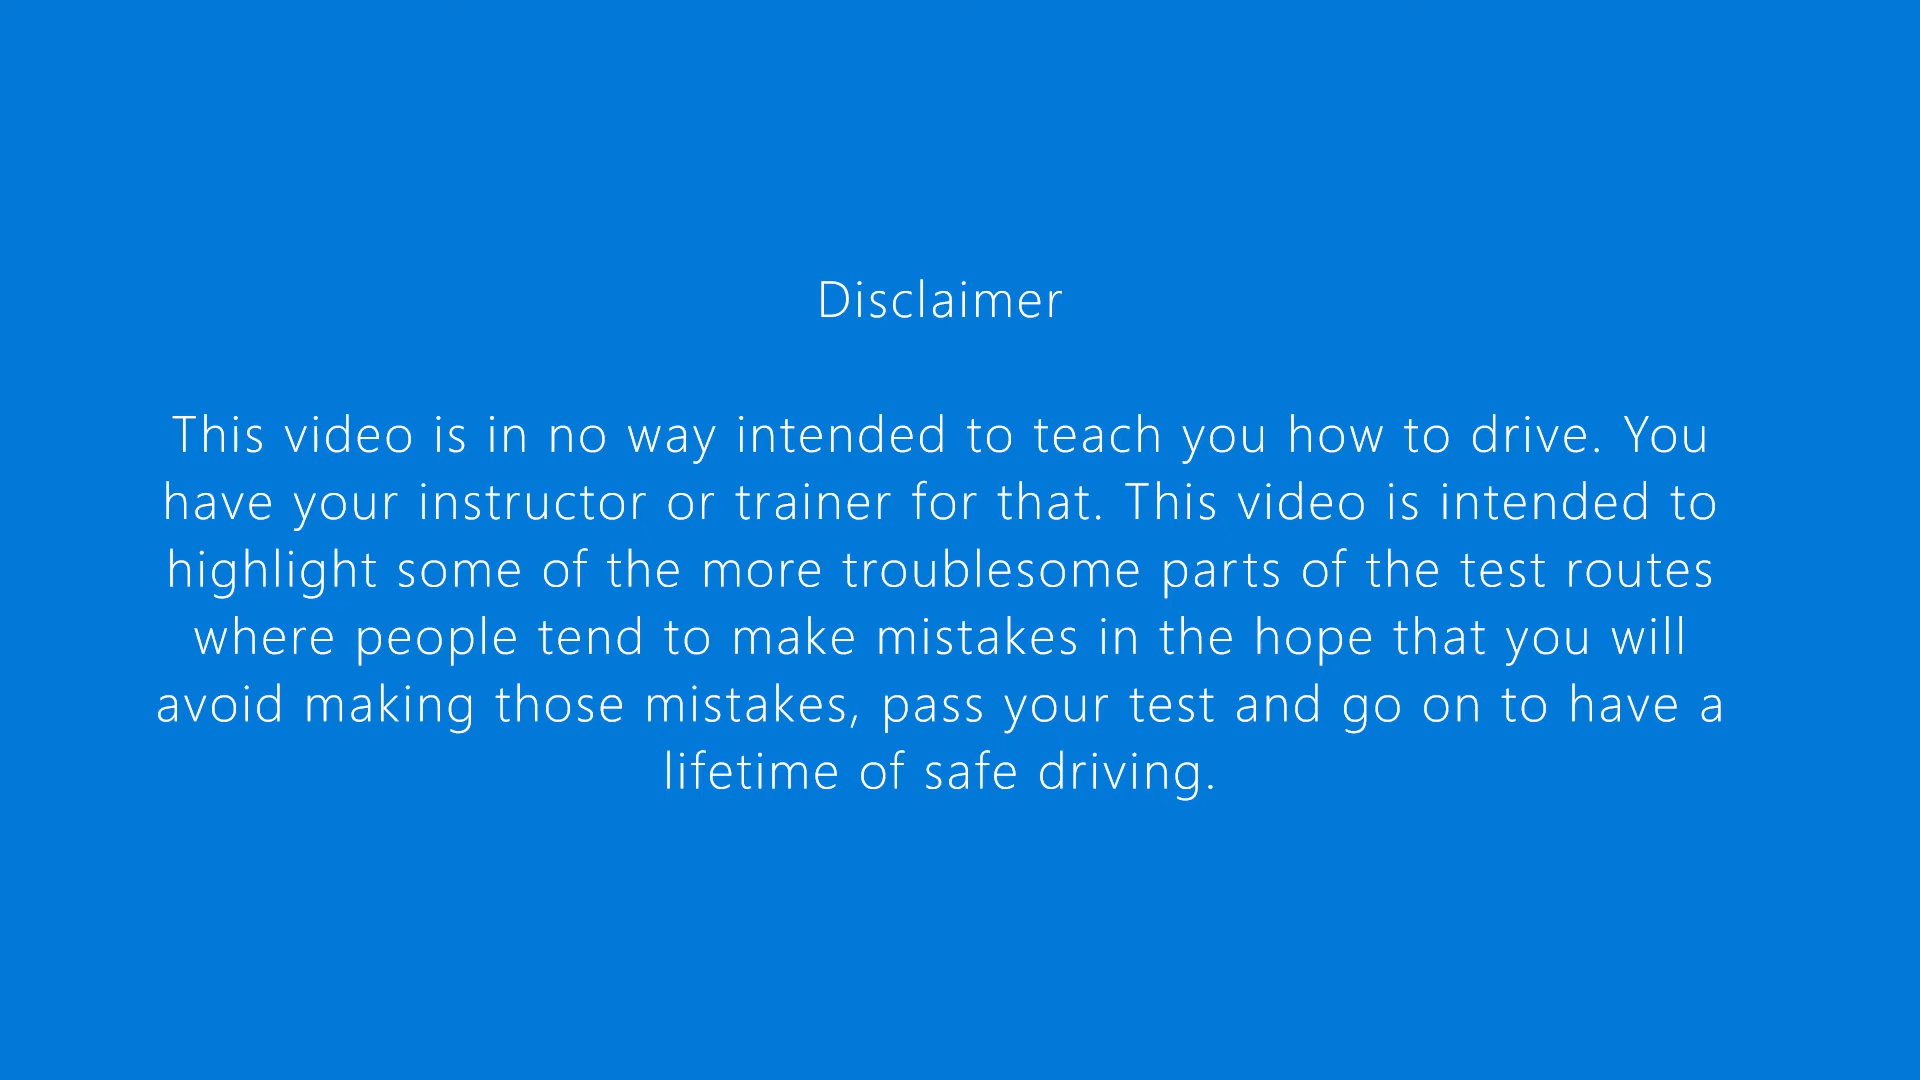 Disclaimer
This video is in no way intended to teach you how to drive. You
have your instructor or trainer for that. This video is intended to
highlight some of the more troublesome parts of the test routes
where people tend to make mistakes in the hope that you will
avoid making those mistakes, pass your test and go on to have a
lifetime of safe driving.